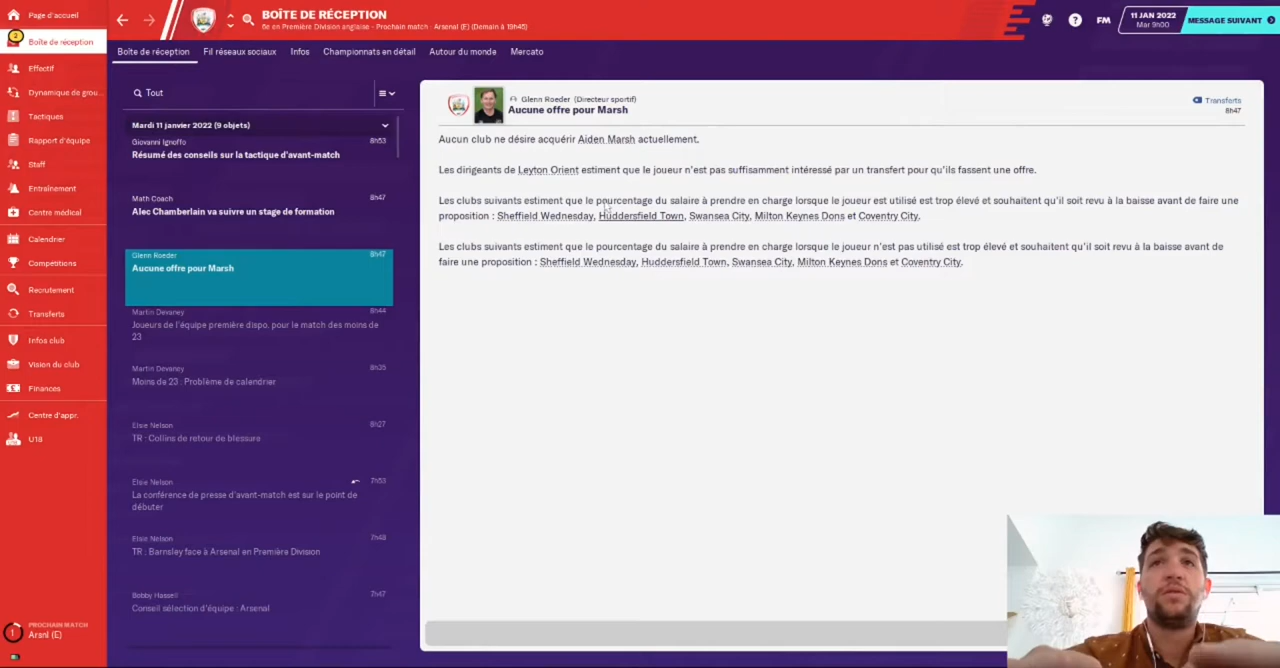 Page d'accueil
2
Boîte de réception
Effectif
Dynamique de grou...
Tactiques
Rapport d'équipe
Staff
Entraînement
Centre médical
Calendrier
Compétitions
Recrutement
Transferts
Infos club
Vision du club
Finances
Centre d'appr.
U18
1
PROCHAIN MATCH
Arsnl (E)
BOÎTE DE RÉCEPTION
6e en Première Division anglaise - Prochain match : Arsenal (E) (Demain à 19h45)
?
FM
11 JAN 2022
Mar 9h00
MESSAGE SUIVANT
Boîte de réception Fil réseaux sociaux Infos Championnats en détail Autour du monde Mercato
Tout
Mardi 11 janvier 2022 (9 objets)
Giovanni Ignoffo 8h53
Résumé des conseils sur la tactique d'avant-match
Math Coach 8h47
Alec Chamberlain va suivre un stage de formation
Glenn Roeder 8h47
Aucune offre pour Marsh
Martin Devaney 8h44
Joueurs de l'équipe première dispo. pour le match des moins de
23
Martin Devaney 8h35
Moins de 23 : Problème de calendrier
Elsie Nelson 8h27
TR : Collins de retour de blessure
Elsie Nelson 7h53
La conférence de presse d'avant-match est sur le point de
débuter
Elsie Nelson 7h48
TR : Barnsley face à Arsenal en Première Division
Bobby Hassell 7h47
Conseil sélection d'équipe : Arsenal
Glenn Roeder (Directeur sportif)
Aucune offre pour Marsh
Transferts
8h47
Aucun club ne désire acquérir Aiden Marsh actuellement.
Les dirigeants de Leyton Orient estiment que le joueur n'est pas suffisamment intéressé par un transfert pour qu'ils fassent une offre.
Les clubs suivants estiment que le pourcentage du salaire à prendre en charge lorsque le joueur est utilisé est trop élevé et souhaitent qu'il soit revu à la baisse avant de faire une
proposition : Sheffield Wednesday, Huddersfield Town, Swansea City, Milton Keynes Dons et Coventry City.
Les clubs suivants estiment que le pourcentage du salaire à prendre en charge lorsque le joueur n'est pas utilisé est trop élevé et souhaitent qu'il soit revu à la baisse avant de
faire une proposition : Sheffield Wednesday, Huddersfield Town, Swansea City, Milton Keynes Dons et Coventry City.